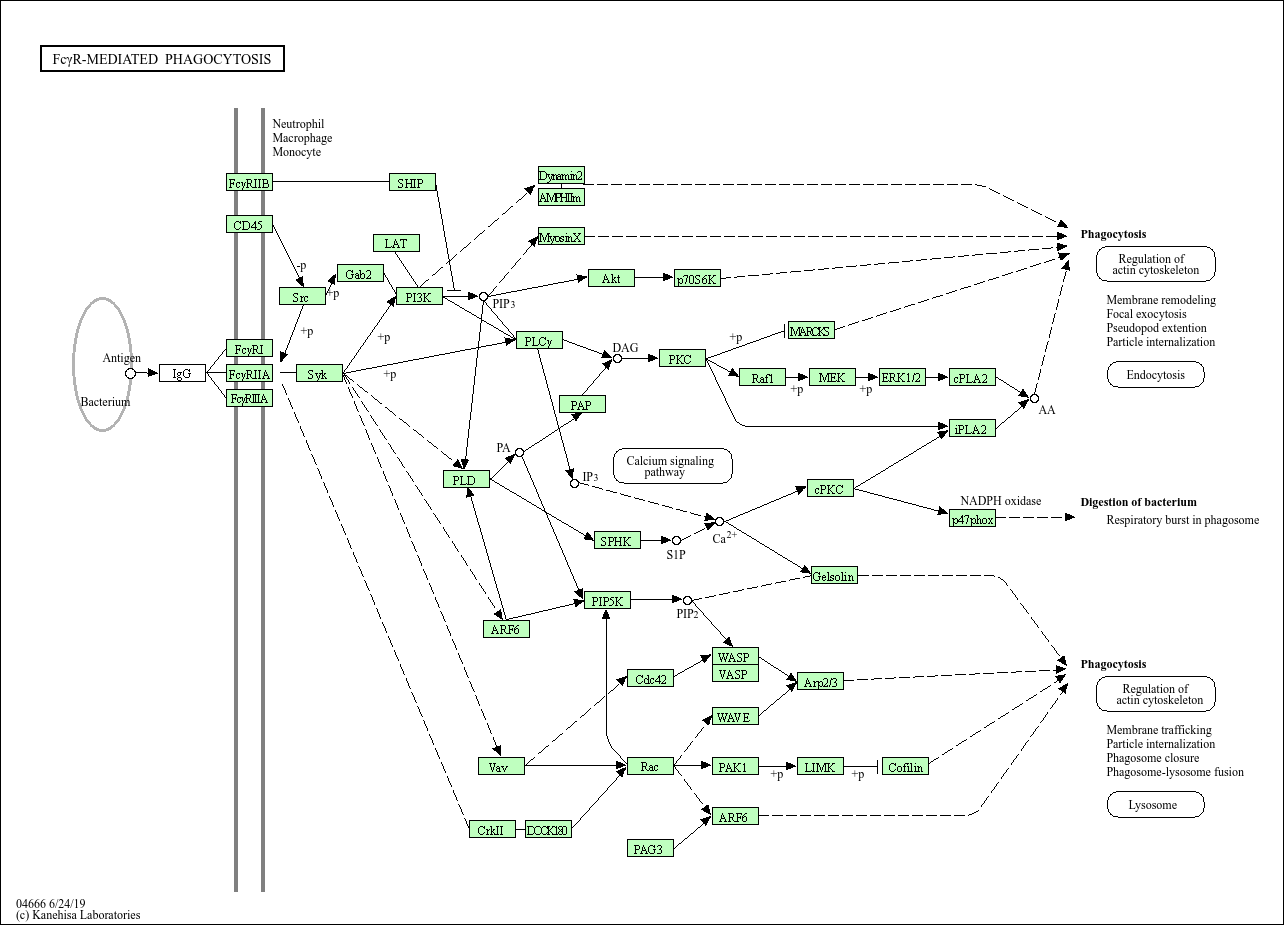 FcγR-MEDIATED PHAGOCYTOSIS
Neutrophil
Macrophage
Monocyte
FcγRIIB
SHIP
Dynamin2
AMPHIIm
CD45
LAT
MyosinX
Phagocytosis
Regulation of
actin cytoskeleton
-p
Gab2
+p
Src
PI3K
PIP3
Akt
p70S6K
Membrane remodeling
Focal exocytosis
Pseudopod extention
Particle internalization
+p
+p
PLCγ
DAG
+p
MARCKS
Antigen
IgG
FcγRI
FcγRIIA
FcγRIIIA
Syk
+p
PKC
Raf1
+p
MEK
+p
ERK1/2
cPLA2
Endocytosis
Bacterium
PAP
AA
iPLA2
PA
PLD
IP3
Calcium signaling
pathway
cPKC
NADPH oxidase
p47phox
Digestion of bacterium
Respiratory burst in phagosome
SPHK
S1P
Ca2+
Gelsolin
PIP5K
PIP2
ARF6
WASP
VASP
Cdc42
Arp2/3
Phagocytosis
Regulation of
actin cytoskeleton
WAVE
Membrane trafficking
Particle internalization
Phagosome closure
Phagosome-lysosome fusion
Vav
Rac
PAK1
+p
LIMK
+p
Cofilin
Lysosome
CrkII
DOCK180
ARF6
PAG3
04666 6/24/19
(c) Kanehisa Laboratories